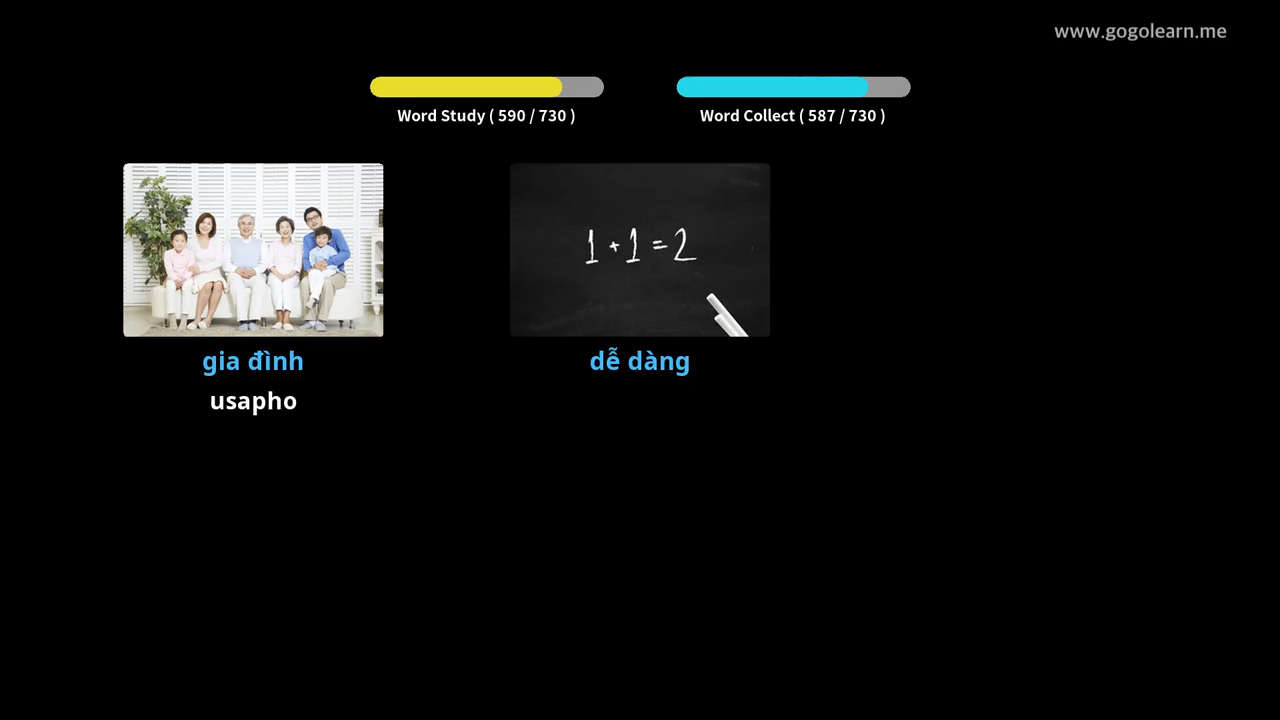 www.gogolearn.me
Word Study ( 590 / 730 )
Word Collect ( 587 / 730 )
1 + 1 = 2
gia đình
dễ dàng
usapho